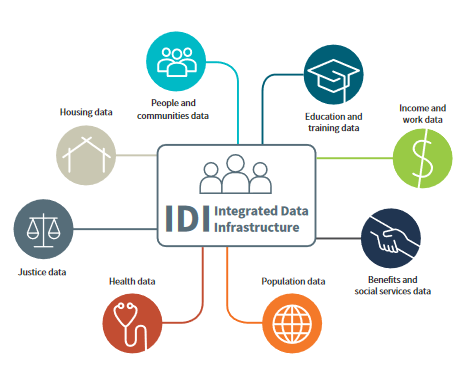 People and
communities data
Education and
training data
Housing data
Income and
work data
$
IDI Integrated Data
Infrastructure
Justice data
Benefits and
social services data
Health data
Population data